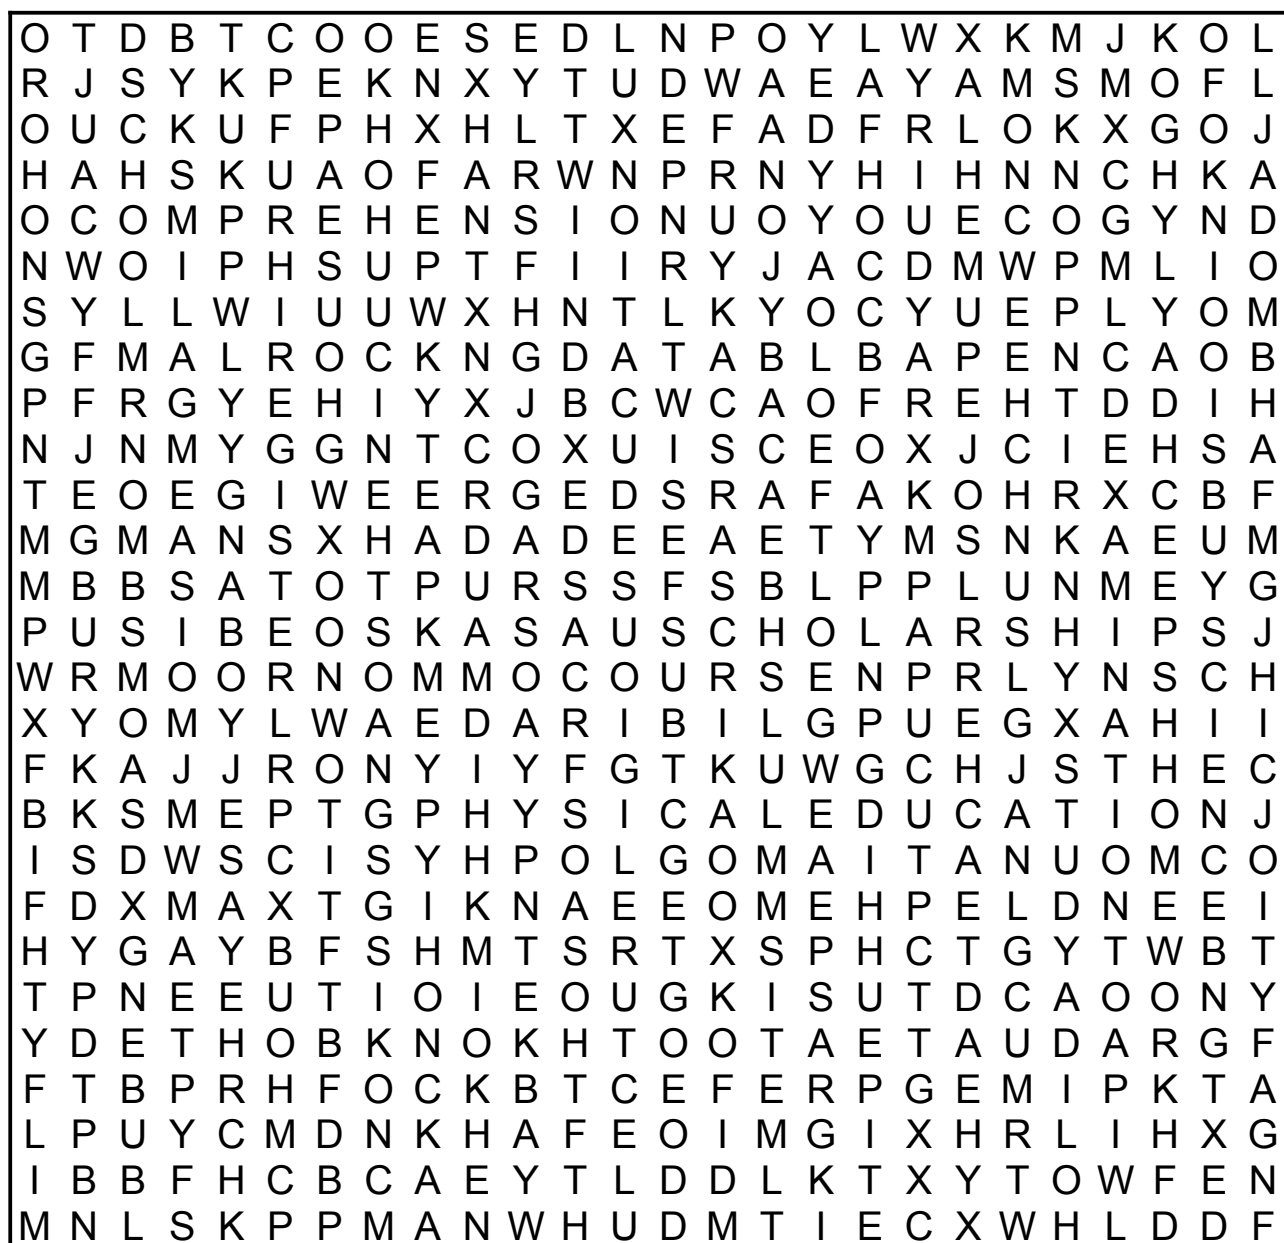 O T D B T C O O E S E D L N P O Y L W X K M J K O L
R J S Y K P E K N X Y T U D W A E A Y A M S M O F L
O U C K U F P H X H L T X E F A D F R L O K X G O J
H A H S K U A O F A R W N P R N Y H I H N N C H K A
O C O M P R E H E N S I O N U O Y O U E C O G Y N D
N W O I P H S U P T F I I R Y J A C D M W P M L I O
S Y L L W I U U W X H N T L K Y O C Y U E P L Y O M
G F M A L R O C K N G D A T A B L B A P E N C A O B
P F R G Y E H I Y X J B C W C A O F R E H T D D I H
N J N M Y G G N T C O X U I S C E O X J C I E H S A
T E O E G I W E E R G E D S R A F A K O H R X C B F
M G M A N S X H A D A D E E A E T Y M S N K A E U M
M B B S A T O T P U R S S F S B L P P L U N M E Y G
P U S I B E O S K A S A U S C H O L A R S H I P S J
W R M O O R N O M M O C O U R S E N P R L Y N S C H
X Y O M Y L W A E D A R I B I L G P U E G X A H I I
F K A J J R O N Y I Y F G T K U W G C H J S T H E C
B K S M E P T G P H Y S I C A L E D U C A T I O N J
I S D W S C I S Y H P O L G O M A I T A N U O M C O
F D X M A X T G I K N A E E O M E H P E L D N E E I
H Y G A Y B F S H M T S R T X S P H C T G Y T W B T
T P N E E U T I O I E O U G K I S U T D C A O O N Y
Y D E T H O B K N O K H T O O T A E T A U D A R G F
F T B P R H F O C K B T C E F E R P G E M I P K T A
L P U Y C M D N K H A F E O I M G I X H R L I H X G
I B B F H C B C A E Y T L D D L K T X Y T O W F E N
M N L S K P P M A N W H U D M T I E C X W H L D D F